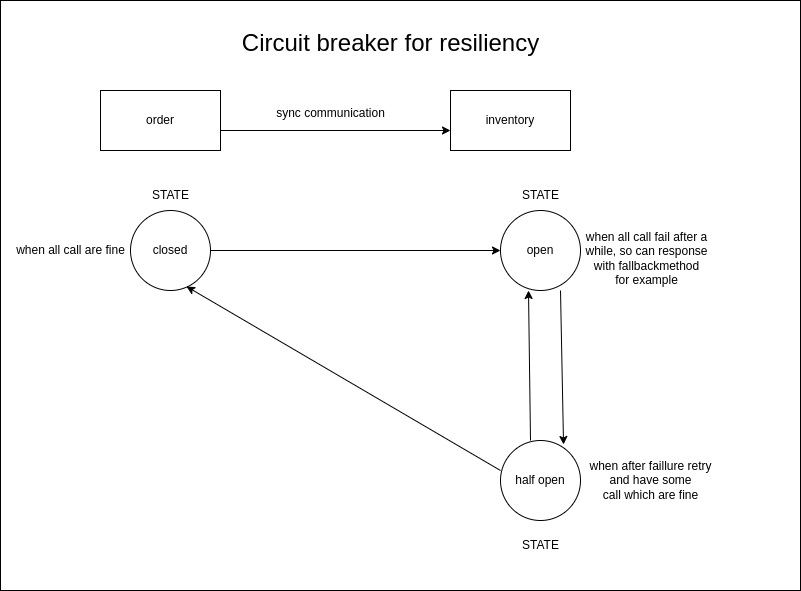 Circuit breaker for resiliency
order
sync communication
inventory
STATE
STATE
when all call are fine
closed
open
when all call fail after a
while, so can response
with fallbackmethod
for example
half open
when after faillure retry
and have some
call which are fine
STATE